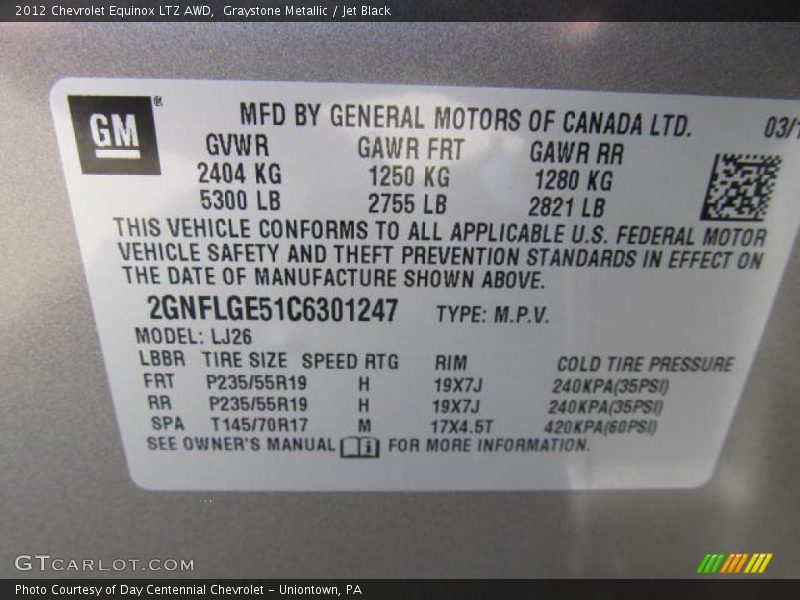 2012 Chevrolet Equinox LTZ AWD, Graystone Metallic / Jet Black
GM
MFD BY GENERAL MOTORS OF CANADA LTD. 03/1
GVWR GAWR FRT GAWR RR
2404 KG 1250 KG 1280 KG
5300 LB 2755 LB 2821 LB
THIS VEHICLE CONFORMS TO ALL APPLICABLE U.S. FEDERAL MOTOR
VEHICLE SAFETY AND THEFT PREVENTION STANDARDS IN EFFECT ON
THE DATE OF MANUFACTURE SHOWN ABOVE.
2GNFLGE51C6301247 TYPE: M.P.V.
MODEL: LJ26
LBBR TIRE SIZE SPEED RTG RIM COLD TIRE PRESSURE
FRT P235/55R19 H 19X7J 240KPA(35PSI)
RR P235/55R19 H 19X7J 240KPA(35PSI)
SPA T145/70R17 M 17X4.5T 420KPA(60PSI)
SEE OWNER'S MANUAL FOR MORE INFORMATION.
GTCARLOT.COM
Photo Courtesy of Day Centennial Chevrolet - Uniontown, PA